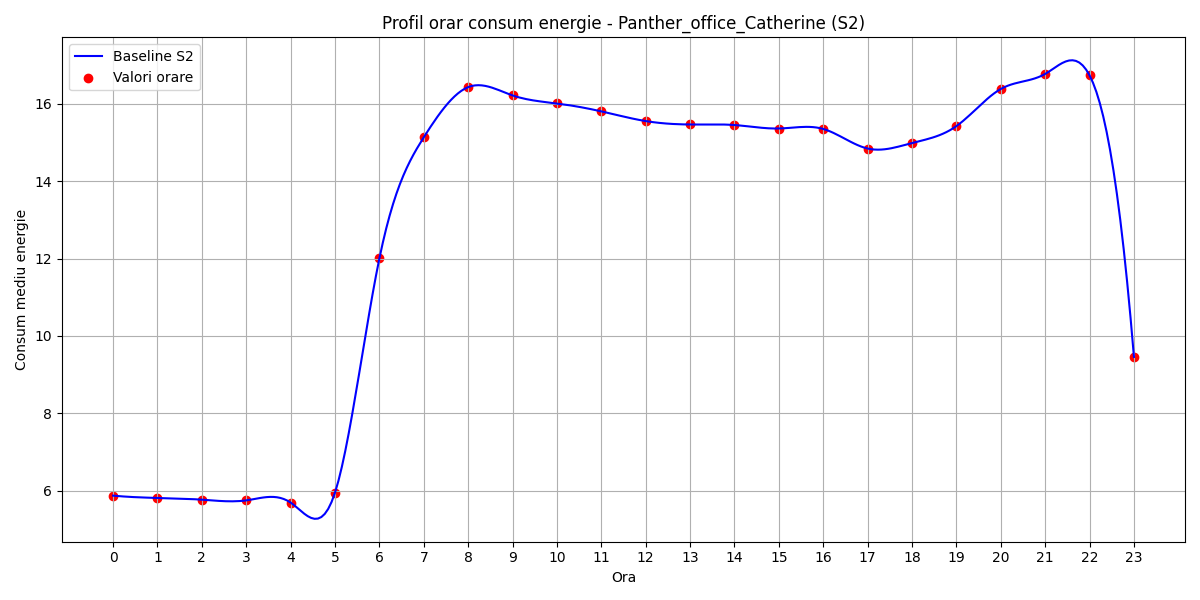 Profil orar consum energie - Panther_office_Catherine (S2)
Baseline S2
Valori orare
Consum mediu energie
16
14
12
10
8
6
0 1 2 3 4 5 6 7 8 9 10 11 12 13 14 15 16 17 18 19 20 21 22 23
Ora